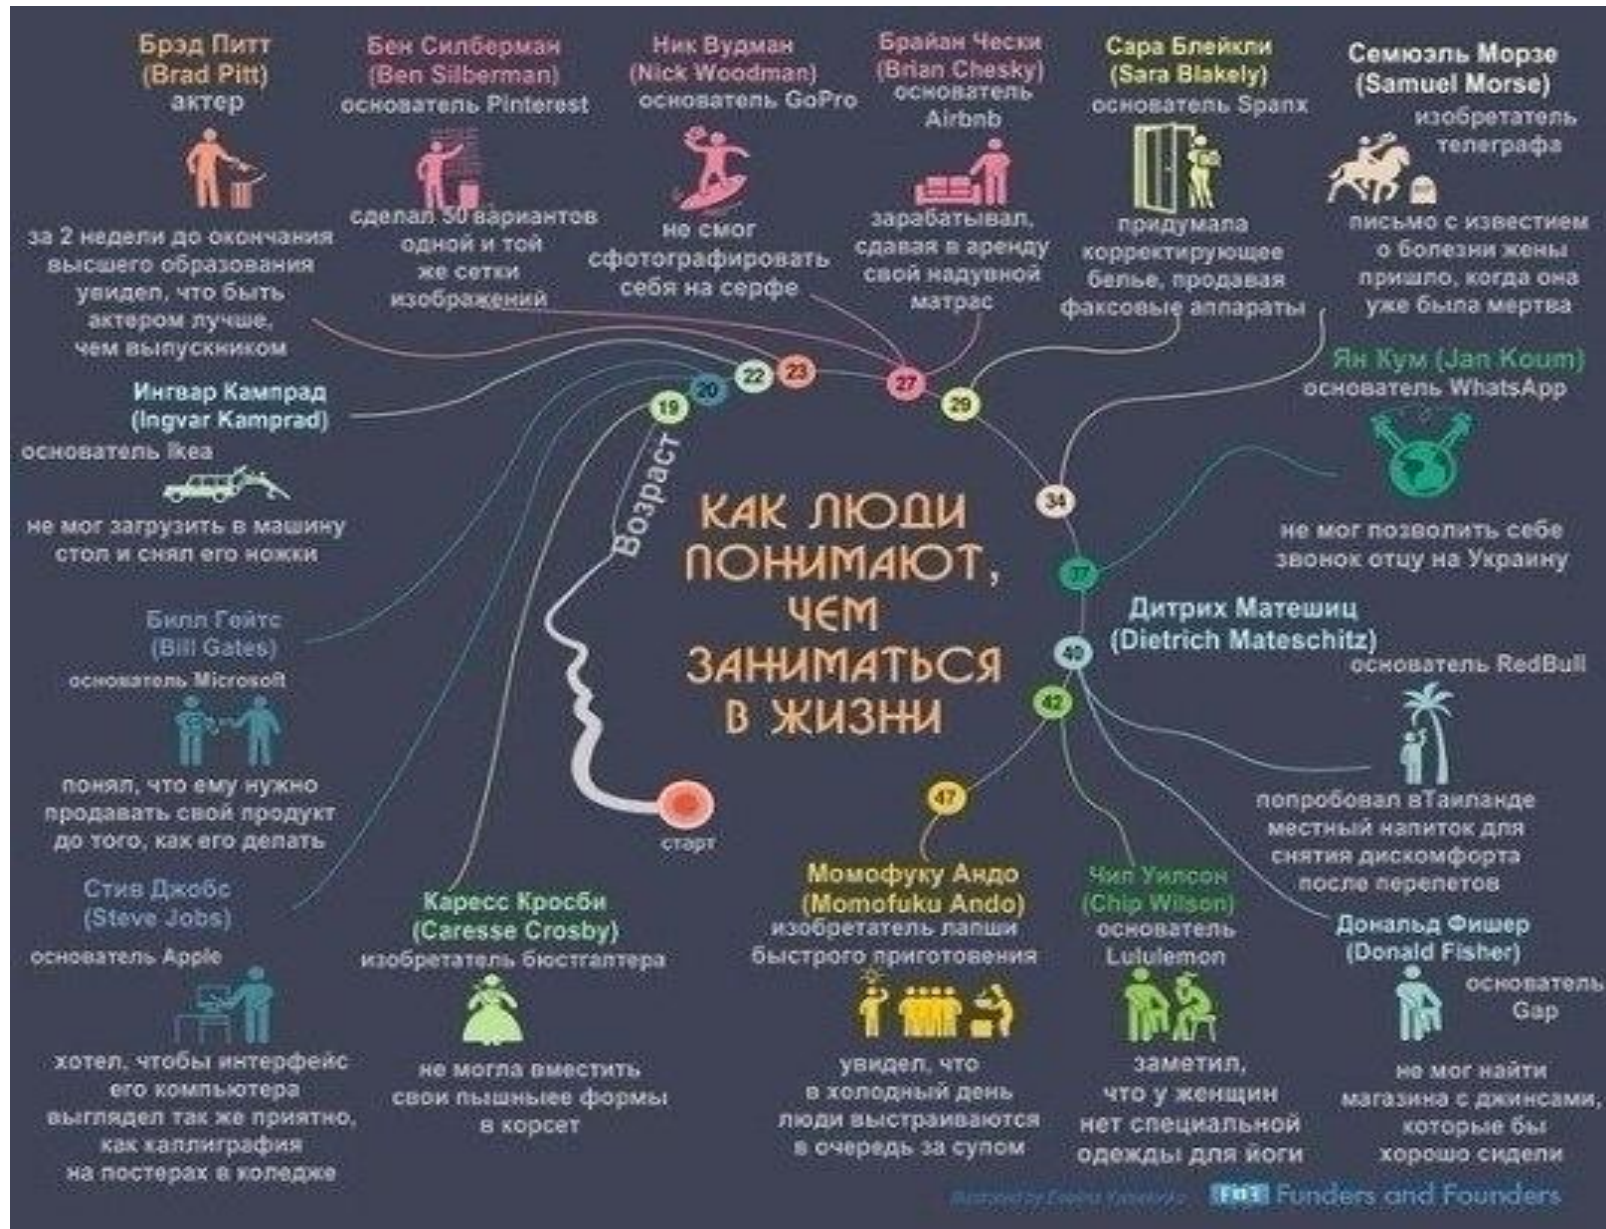 Брэд Питт
(Brad Pitt)
актер
за 2 недели до окончания
высшего образования
увидел, что быть
актером лучше,
чем выпускником
Бен Силберман
(Ben Silberman)
основатель Pinterest
сделал 50 вариантов
одной и той
же сетки
изображений
Ник Вудман
(Nick Woodman)
основатель GoPro
не смог
сфотографировать
себя на серфе
Брайан Чески
(Brian Chesky)
основатель
Airbnb
зарабатывал,
сдавая в аренду
свой надувной
матрас
Сара Блейкли
(Sara Blakely)
основатель Spanx
придумала
корректирующее
белье, продавая
факсовые аппараты
Семюэль Морзе
(Samuel Morse)
изобретатель
телеграфа
письмо с известием
о болезни жены
пришло, когда она
уже была мертва
Ингвар Кампрад
(Ingvar Kamprad)
основатель Ikea
не мог загрузить в машину
стол и снял его ножки
Ян Кум (Jan Koum)
основатель WhatsApp
не мог позволить себе
звонок отцу на Украину
19
20
22
23
27
29
34
37
40
42
47
Возраст
КАК ЛЮДИ
ПОНИМАЮТ,
ЧЕМ
ЗАНИМАТЬСЯ
В ЖИЗНИ
старт
Билл Гейтс
(Bill Gates)
основатель Microsoft
понял, что ему нужно
продавать свой продукт
до того, как его делать
Дитрих Матешиц
(Dietrich Mateschitz)
основатель RedBull
попробовал вТаиланде
местный напиток для
снятия дискомфорта
после перелетов
Стив Джобс
(Steve Jobs)
основатель Apple
хотел, чтобы интерфейс
его компьютера
выглядел так же приятно,
как каллиграфия
на постерах в коледже
Каресс Кросби
(Caresse Crosby)
изобретатель бюстгалтера
не могла вместить
свои пышныее формы
в корсет
Момофуку Андо
(Momofuku Ando)
изобретатель лапши
быстрого приготовения
увидел, что
в холодный день
люди выстраиваются
в очередь за супом
Чип Уилсон
(Chip Wilson)
основатель
Lululemon
заметил,
что у женщин
нет специальной
одежды для йоги
Дональд Фишер
(Donald Fisher)
основатель
Gap
не мог найти
магазина с джинсами,
которые бы
хорошо сидели
Funders and Founders